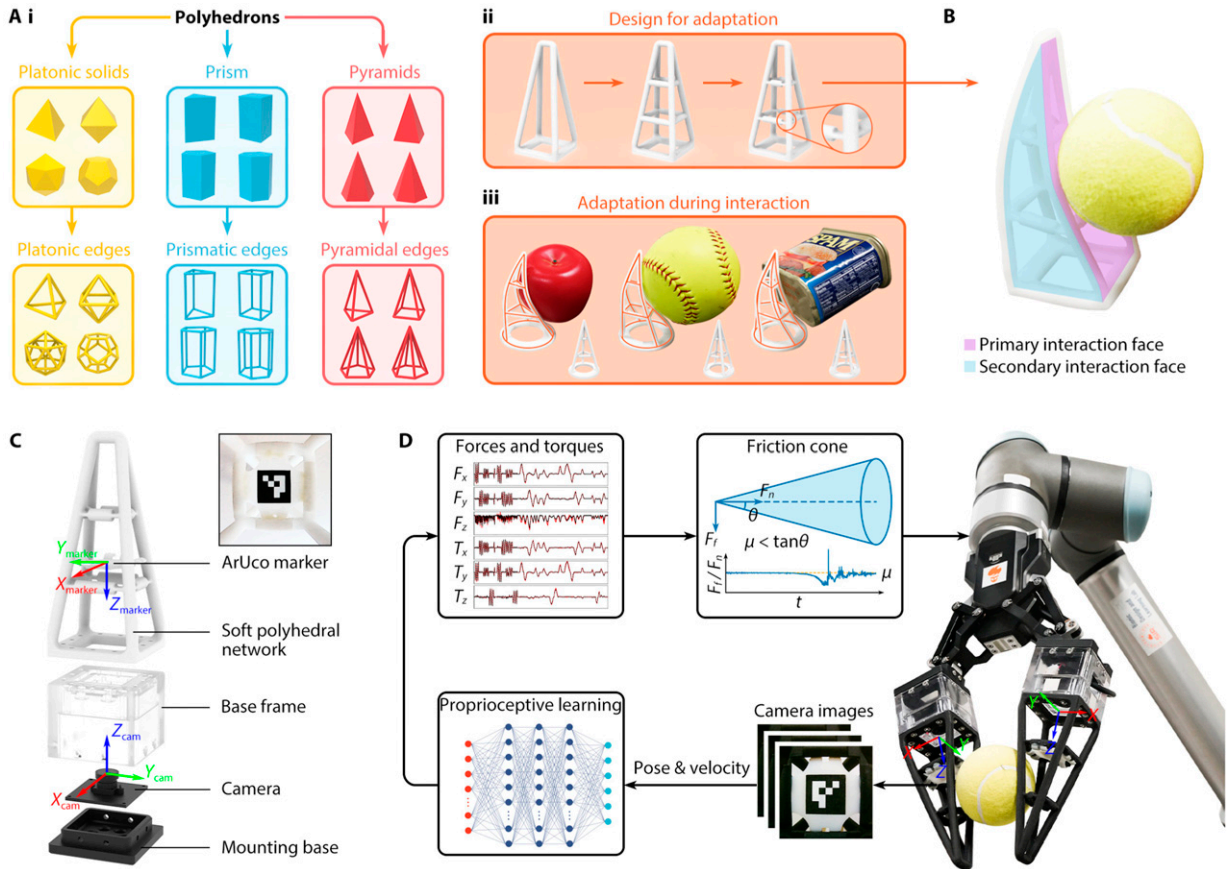 A i
Polyhedrons
Platonic solids
Prism
Pyramids
Platonic edges
Prismatic edges
Pyramidal edges
ii
Design for adaptation
iii
Adaptation during interaction
SPAM
B
Primary interaction face
Secondary interaction face
C
Y marker
X marker
Z marker
ArUco marker
Soft polyhedral
network
Base frame
Z cam
Y cam
X cam
Camera
Mounting base
D
Forces and torques
F x
F y
F z
T x
T y
T z
Friction cone
F n
θ
F f
μ < tanθ
F f / F n
μ
t
Proprioceptive learning
Pose & velocity
Camera images
X
Y
Z
Y
X
Z